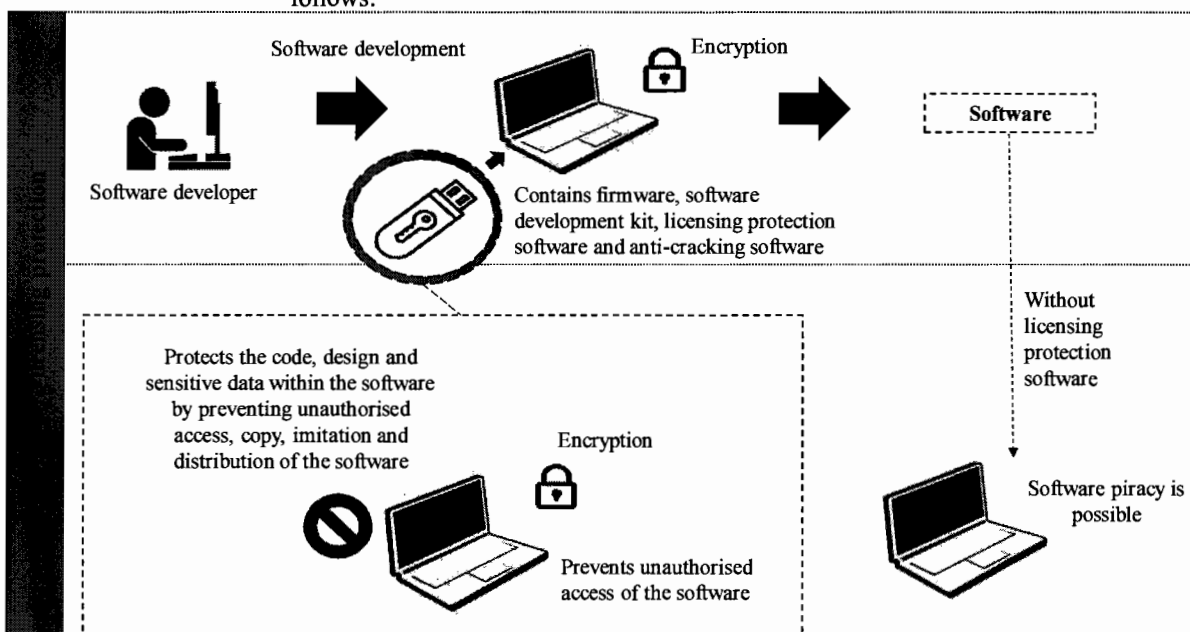 follows:
Software development
Encryption
Software
Software developer
Contains firmware, software
development kit, licensing protection
software and anti-cracking software
Without
licensing
protection
software
Protects the code, design and
sensitive data within the software
by preventing unauthorised
access, copy, imitation and
distribution of the software
Encryption
Prevents unauthorised
access of the software
Software piracy is
possible
protection